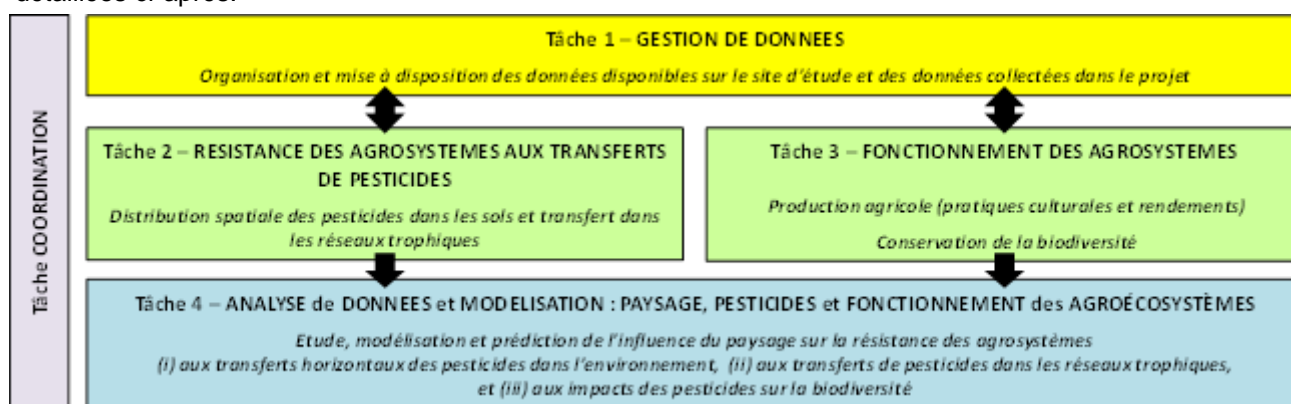 détaillées ci-après.
Tâche COORDINATION
Tâche 1 – GESTION DE DONNEES
Organisation et mise à disposition des données disponibles sur le site d'étude et des données collectées dans le projet
Tâche 2 – RESISTANCE DES AGROSYSTEMES AUX TRANSFERTS
DE PESTICIDES
Distribution spatiale des pesticides dans les sols et transfert dans
les réseaux trophiques
Tâche 3 – FONCTIONNEMENT DES AGROSYSTEMES
Production agricole (pratiques culturales et rendements)
Conservation de la biodiversité
Tâche 4 – ANALYSE de DONNEES et MODELISATION : PAYSAGE, PESTICIDES et FONCTIONNEMENT des AGROÉCOSYSTÈMES
Etude, modélisation et prédiction de l'influence du paysage sur la résistance des agrosystèmes
(i) aux transferts horizontaux des pesticides dans l'environnement, (ii) aux transferts de pesticides dans les réseaux trophiques,
et (iii) aux impacts des pesticides sur la biodiversité